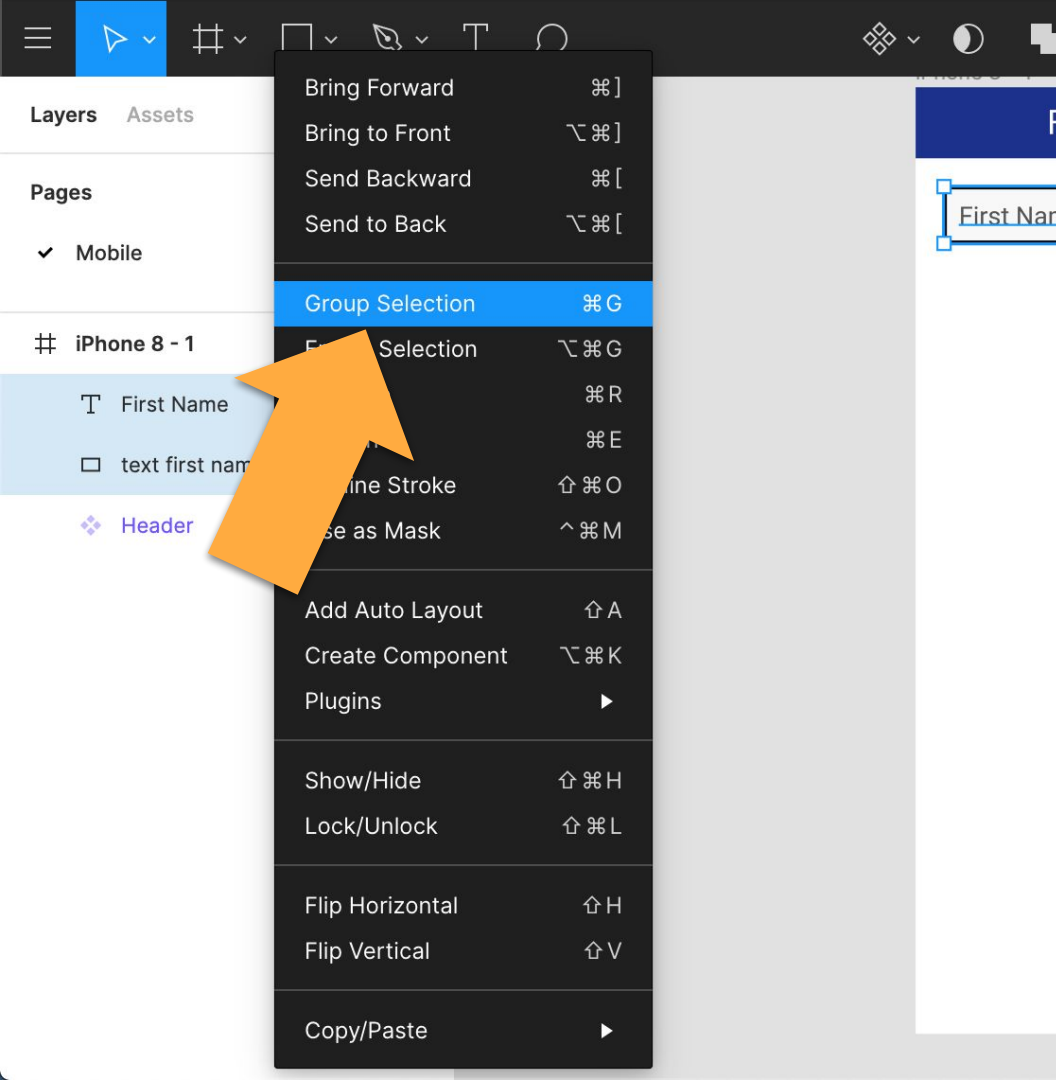 Layers Assets
Pages
Mobile
iPhone 8 - 1
First Name
text first nam
Header
Bring Forward ⌘]
Bring to Front ⌥⌘]
Send Backward ⌘[
Send to Back ⌥⌘[
Group Selection ⌘G
Selection ⌥⌘G
⌘R
⌘E
ine Stroke ⇧⌘O
se as Mask ^⌘M
Add Auto Layout ⇧A
Create Component ⌥⌘K
Plugins
Show/Hide ⇧⌘H
Lock/Unlock ⇧⌘L
Flip Horizontal ⇧H
Flip Vertical ⇧V
Copy/Paste
First Nam